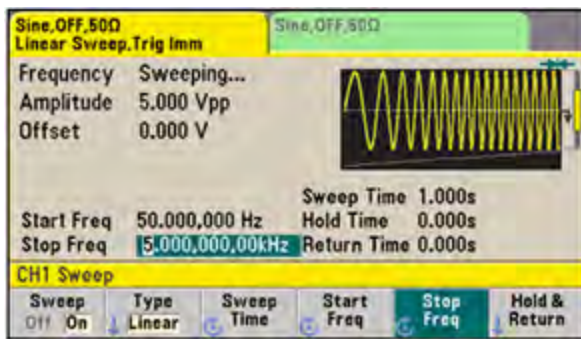 Sine,OFF,50Ω
Linear Sweep,Trig Imm
Sine,OFF,50Ω
Frequency Sweeping...
Amplitude 5.000 Vpp
Offset 0.000 V
Sweep Time 1.000s
Start Freq 50.000,000 Hz Hold Time 0.000s
Stop Freq 5.000,000,00kHz Return Time 0.000s
CH1 Sweep
Sweep Off On
Type Linear
Sweep Time
Start Freq
Stop Freq
Hold & Return